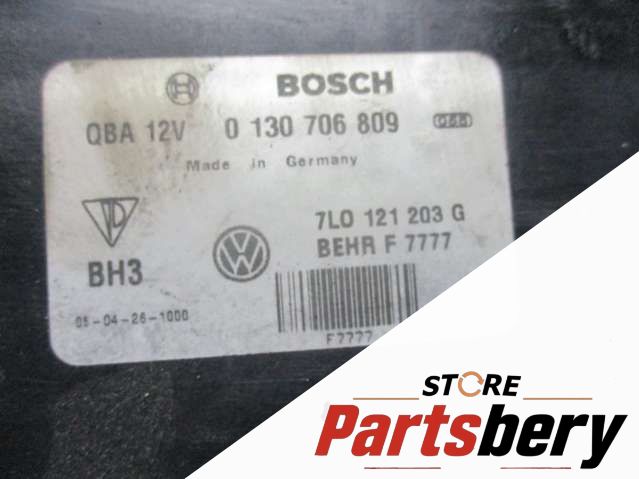 BOSCH
QBA 12V 0 130 706 809
Made in Germany
7L0 121 203 G
BEHR F 7777
BH3
05-04-26-1000
F7777
STORE
Partsbery